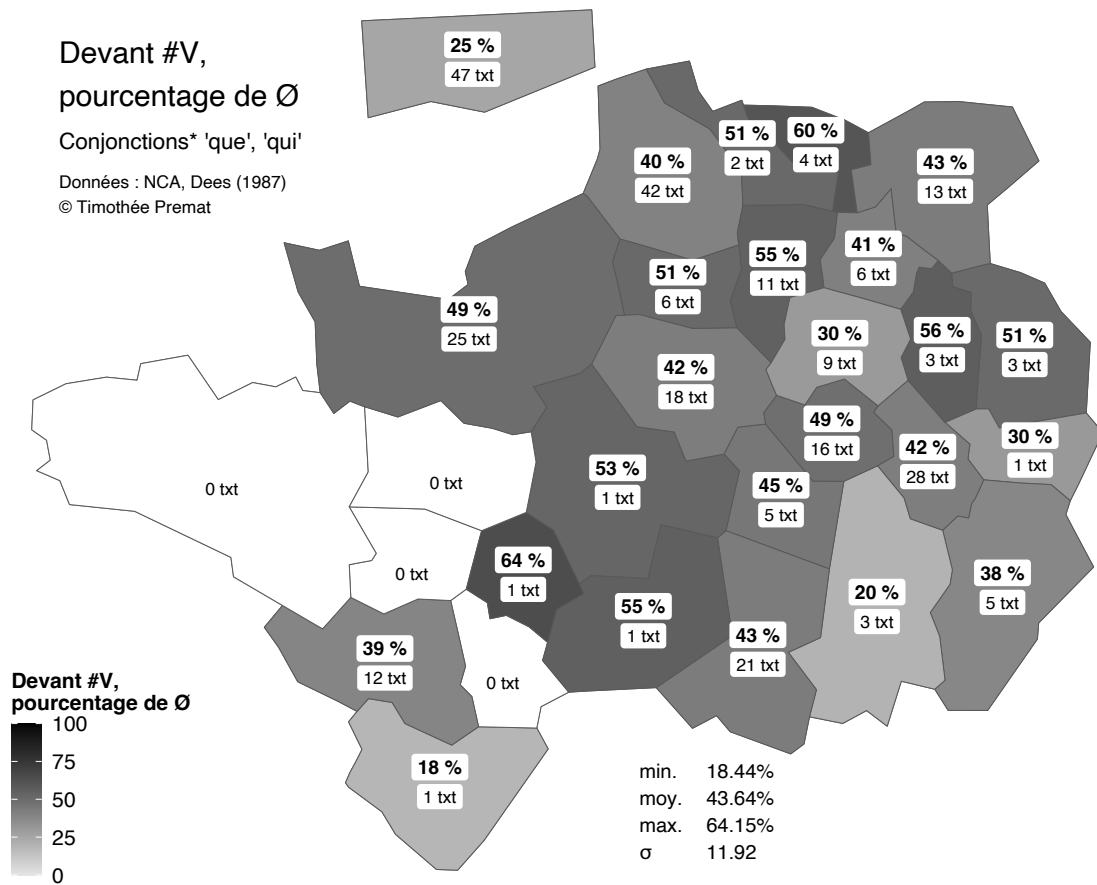 Devant #V,
pourcentage de Ø
Conjonctions* 'que', 'qui'
Données : NCA, Dees (1987)
© Timothée Premat
25 %
47 txt
51 %
2 txt
60 %
4 txt
40 %
42 txt
43 %
13 txt
41 %
6 txt
55 %
11 txt
51 %
6 txt
49 %
25 txt
30 %
9 txt
56 %
3 txt
51 %
3 txt
42 %
18 txt
49 %
16 txt
42 %
28 txt
30 %
1 txt
53 %
1 txt
45 %
5 txt
0 txt
0 txt
0 txt
64 %
1 txt
55 %
1 txt
43 %
21 txt
20 %
3 txt
38 %
5 txt
39 %
12 txt
0 txt
18 %
1 txt
Devant #V,
pourcentage de Ø
100
75
50
25
0
min. 18.44%
moy. 43.64%
max. 64.15%
σ 11.92